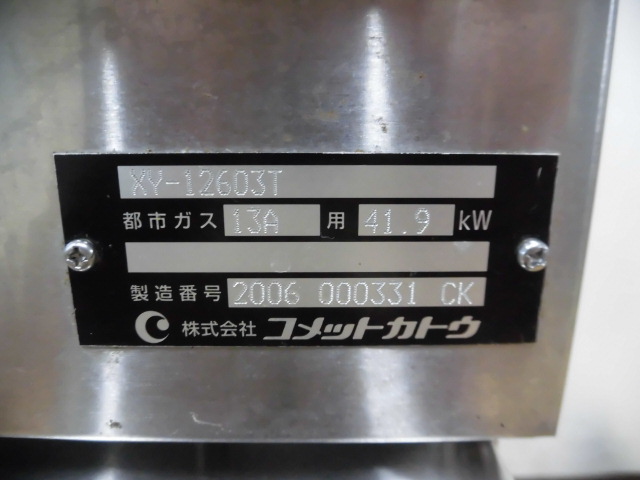 XY-12603T
都市ガス 13A 用 41.9 kW
製造番号 2006 000331 CK
株式会社 コメットカトウ